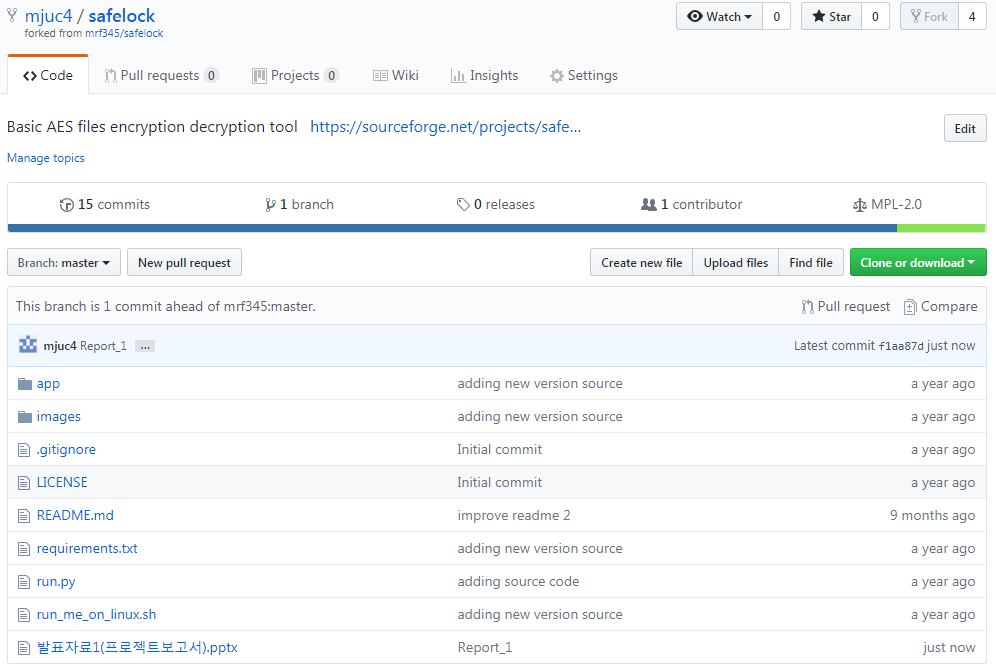 mjuc4 / safelock
Watch 0 Star 0 Fork 4
forked from mrf345/safelock
Code Pull requests 0 Projects 0 Wiki Insights Settings
Basic AES files encryption decryption tool https://sourceforge.net/projects/safe...
Edit
Manage topics
15 commits 1 branch 0 releases 1 contributor MPL-2.0
Branch: master New pull request Create new file Upload files Find file Clone or download
This branch is 1 commit ahead of mrf345:master. Pull request Compare
mjuc4 Report_1 ... Latest commit f1aa87d just now
app adding new version source a year ago
images adding new version source a year ago
.gitignore Initial commit a year ago
LICENSE Initial commit a year ago
README.md improve readme 2 9 months ago
requirements.txt adding new version source a year ago
run.py adding source code a year ago
run_me_on_linux.sh adding new version source a year ago
발표자료1(프로젝트보고서).pptx Report_1 just now